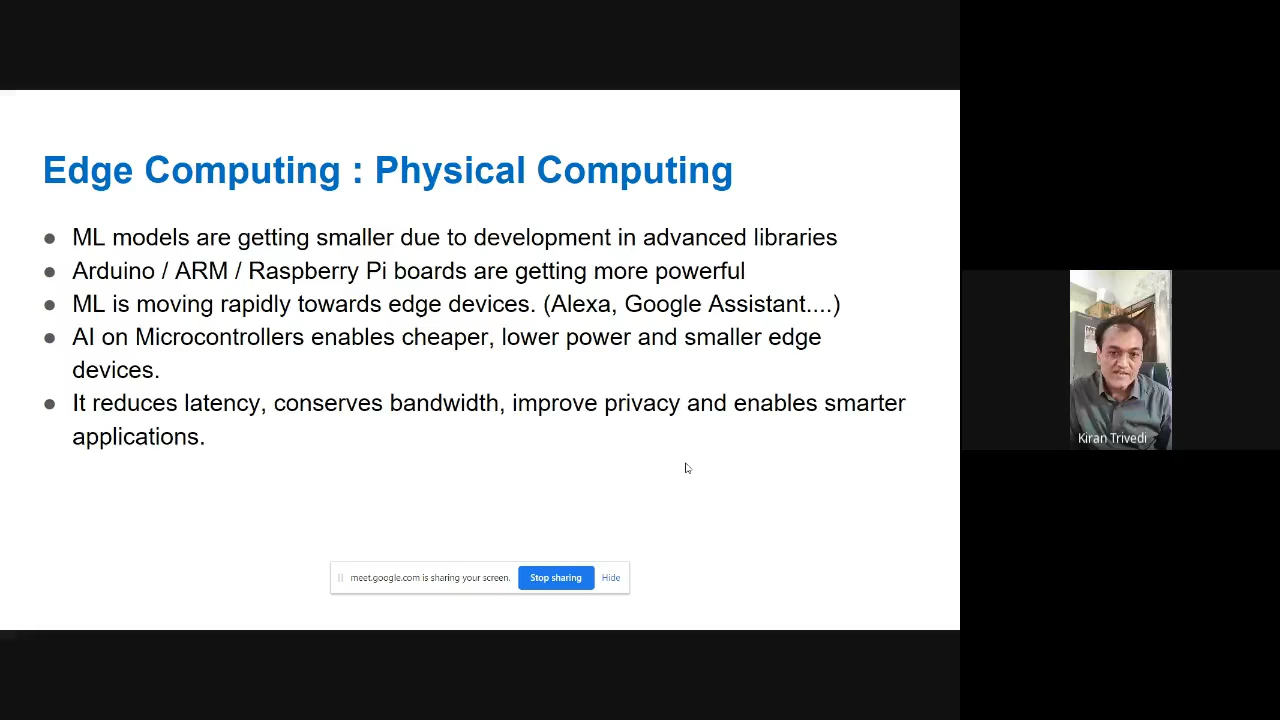 Edge Computing : Physical Computing
● ML models are getting smaller due to development in advanced libraries
● Arduino / ARM / Raspberry Pi boards are getting more powerful
● ML is moving rapidly towards edge devices. (Alexa, Google Assistant....)
● AI on Microcontrollers enables cheaper, lower power and smaller edge
devices.
● It reduces latency, conserves bandwidth, improve privacy and enables smarter
applications.
meet.google.com is sharing your screen. Stop sharing Hide
Kiran Trivedi